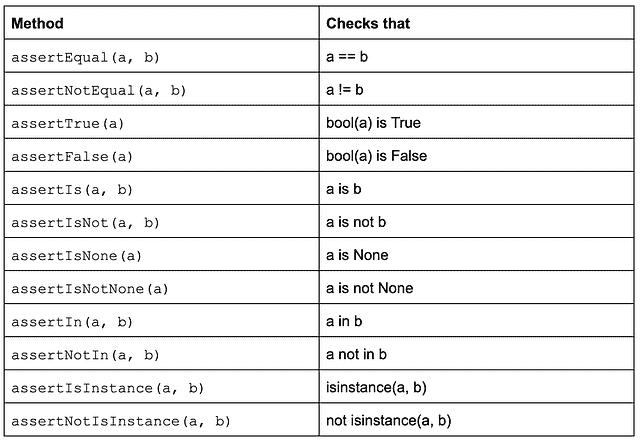 Method Checks that
assertEqual(a, b) a == b
assertNotEqual(a, b) a != b
assertTrue(a) bool(a) is True
assertFalse(a) bool(a) is False
assertIs(a, b) a is b
assertIsNot(a, b) a is not b
assertIsNone(a) a is None
assertIsNotNone(a) a is not None
assertIn(a, b) a in b
assertNotIn(a, b) a not in b
assertIsInstance(a, b) isinstance(a, b)
assertNotIsInstance(a, b) not isinstance(a, b)